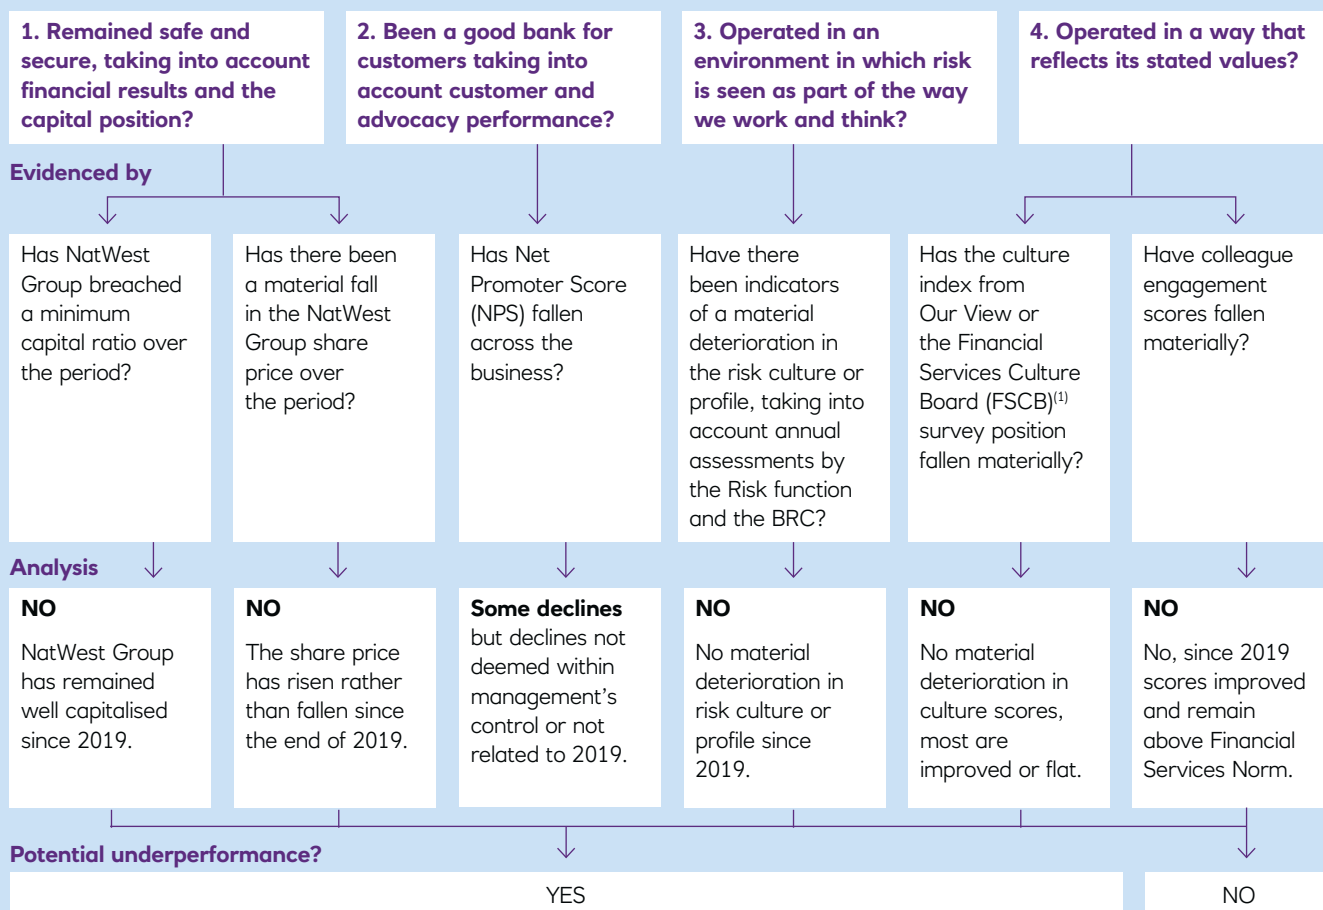 1. Remained safe and
secure, taking into account
financial results and the
capital position?
2. Been a good bank for
customers taking into
account customer and
advocacy performance?
3. Operated in an
environment in which risk
is seen as part of the way
we work and think?
4. Operated in a way that
reflects its stated values?
Evidenced by
Has NatWest
Group breached
a minimum
capital ratio over
the period?
Has there been
a material fall
in the NatWest
Group share
price over
the period?
Has Net
Promoter Score
(NPS) fallen
across the
business?
Have there
been indicators
of a material
deterioration in
the risk culture or
profile, taking into
account annual
assessments by
the Risk function
and the BRC?
Has the culture
index from
Our View or
the Financial
Services Culture
Board (FSCB)(1)
survey position
fallen materially?
Have colleague
engagement
scores fallen
materially?
Analysis
NO
NatWest Group
has remained
well capitalised
since 2019.
NO
The share price
has risen rather
than fallen since
the end of 2019.
Some declines
but declines not
deemed within
management’s
control or not
related to 2019.
NO
No material
deterioration in
risk culture or
profile since
2019.
NO
No material
deterioration in
culture scores,
most are
improved or flat.
NO
No, since 2019
scores improved
and remain
above Financial
Services Norm.
Potential underperformance?
YES
NO